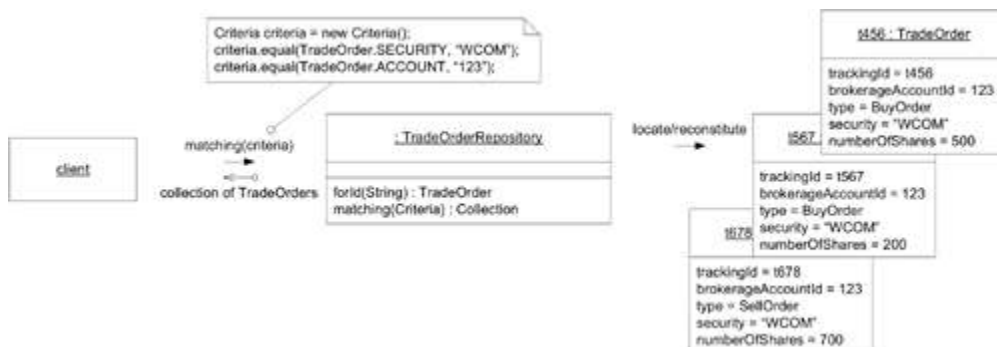 Criteria criteria = new Criteria();
criteria.equal(TradeOrder.SECURITY, "WCOM");
criteria.equal(TradeOrder.ACCOUNT, "123");
client
matching(criteria)
collection of TradeOrders
: TradeOrderRepository
forId(String) : TradeOrder
matching(Criteria) : Collection
locate/reconstitute
t456 : TradeOrder
trackingId = t456
brokerageAccountId = 123
type = BuyOrder
security = "WCOM"
numberOfShares = 500
t567
trackingId = t567
brokerageAccountId = 123
type = BuyOrder
security = "WCOM"
numberOfShares = 200
t678
trackingId = t678
brokerageAccountId = 123
type = SellOrder
security = "WCOM"
numberOfShares = 700